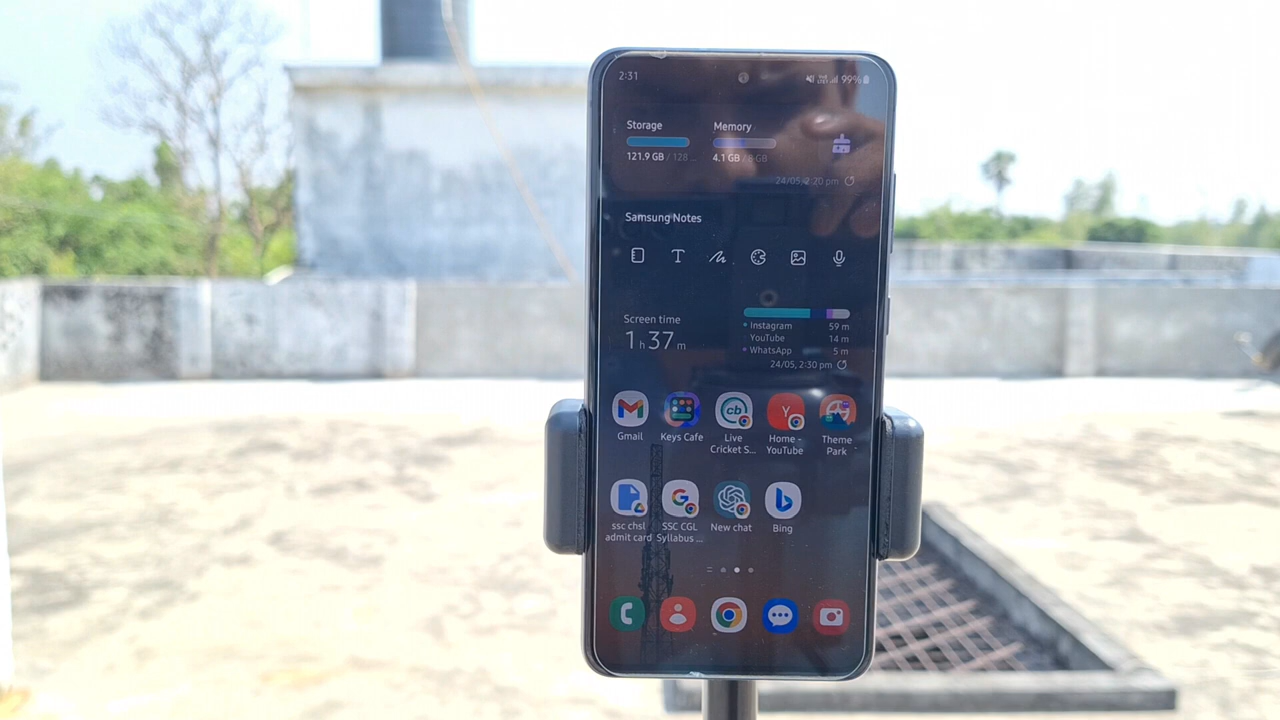 2:31
99%
Storage
Memory
121.9 GB / 128 ...
4.1 GB / 6 GB
24/05, 2:20 pm
Samsung Notes
T
Screen time
1 h 37 m
Instagram 59 m
YouTube 14 m
WhatsApp 5 m
24/05, 2:30 pm
cb
Y
Gmail
Keys Cafe
Live
Cricket S...
Home -
YouTube
Theme
Park
ssc chsl
admit card
SSC CGL
Syllabus ...
New chat
Bing